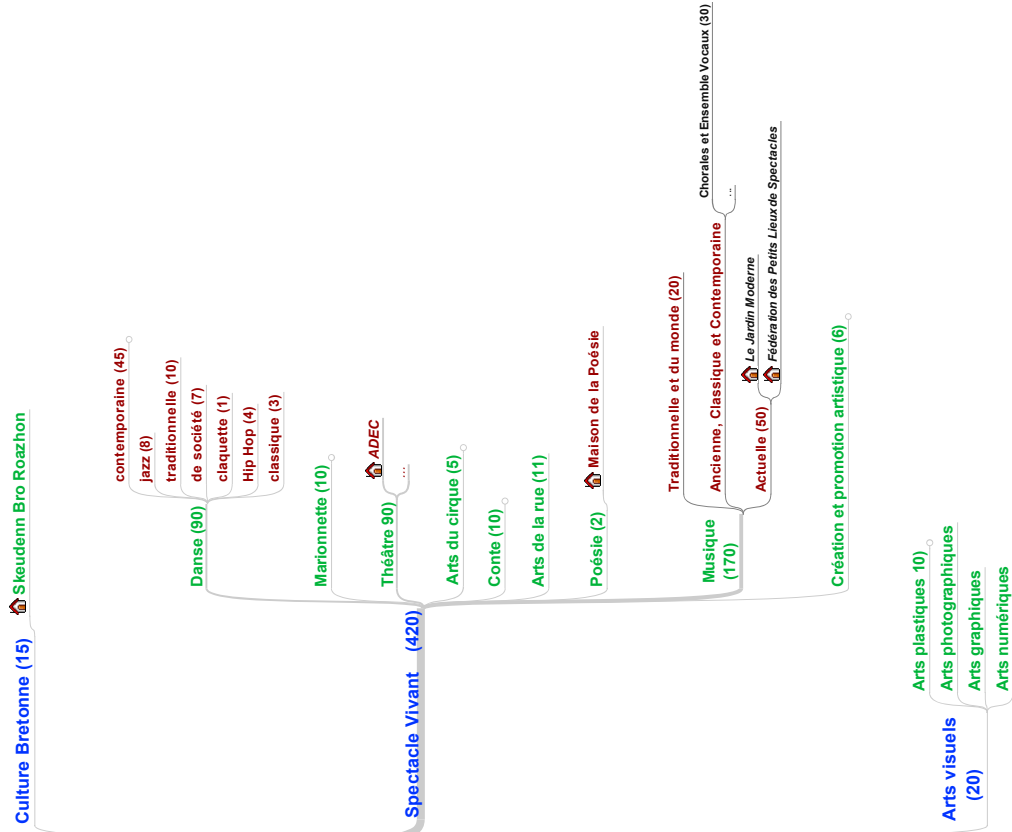 Culture Bretonne (15)
Skeudenn Bro Roazhon
Spectacle Vivant (420)
Danse (90)
contemporaine (45)
jazz (8)
traditionnelle (10)
de société (7)
claquette (1)
Hip Hop (4)
classique (3)
Marionnette (10)
Théâtre 90)
ADEC
...
Arts du cirque (5)
Conte (10)
Arts de la rue (11)
Poésie (2)
Maison de la Poésie
Musique
(170)
Traditionnelle et du monde (20)
Ancienne, Classique et Contemporaine
Chorales et Ensemble Vocaux (30)
...
Actuelle (50)
Le Jardin Moderne
Fédération des Petits Lieux de Spectacles
Création et promotion artistique (6)
Arts visuels
(20)
Arts plastiques 10)
Arts photographiques
Arts graphiques
Arts numériques